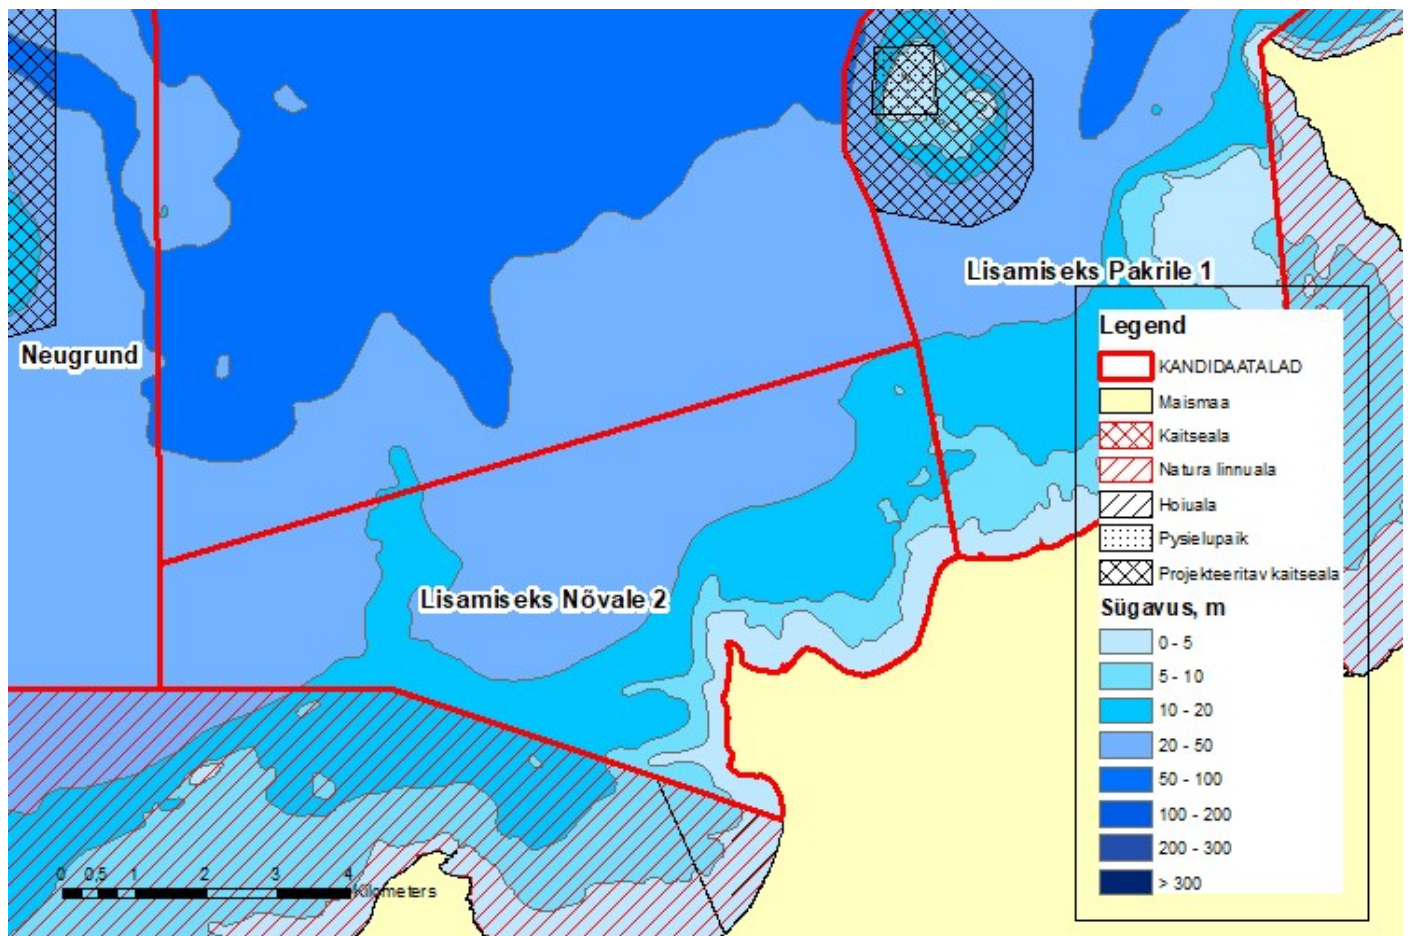 Lisamiseks Pakrile 1
Neugrund
Lisamiseks Nõvale 2
Legend
KANDIDAATALAD
Maismaa
Kaitseala
Natura linnuala
Hoiuala
Pysielupaik
Projekteeritav kaitseala
Sügavus, m
0 - 5
5 - 10
10 - 20
20 - 50
50 - 100
100 - 200
200 - 300
> 300
0 0,5 1 2 3 4
Kilometers